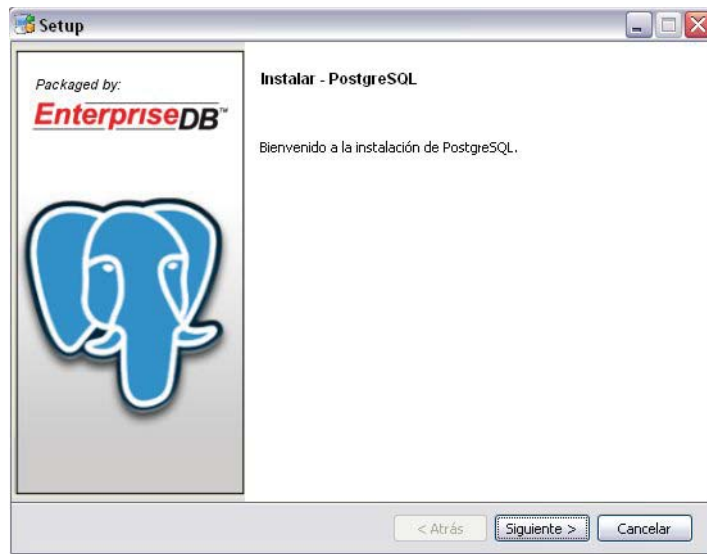 Setup
Packaged by:
EnterpriseDB™
Instalar - PostgreSQL
Bienvenido a la instalación de PostgreSQL.
< Atrás
Siguiente >
Cancelar